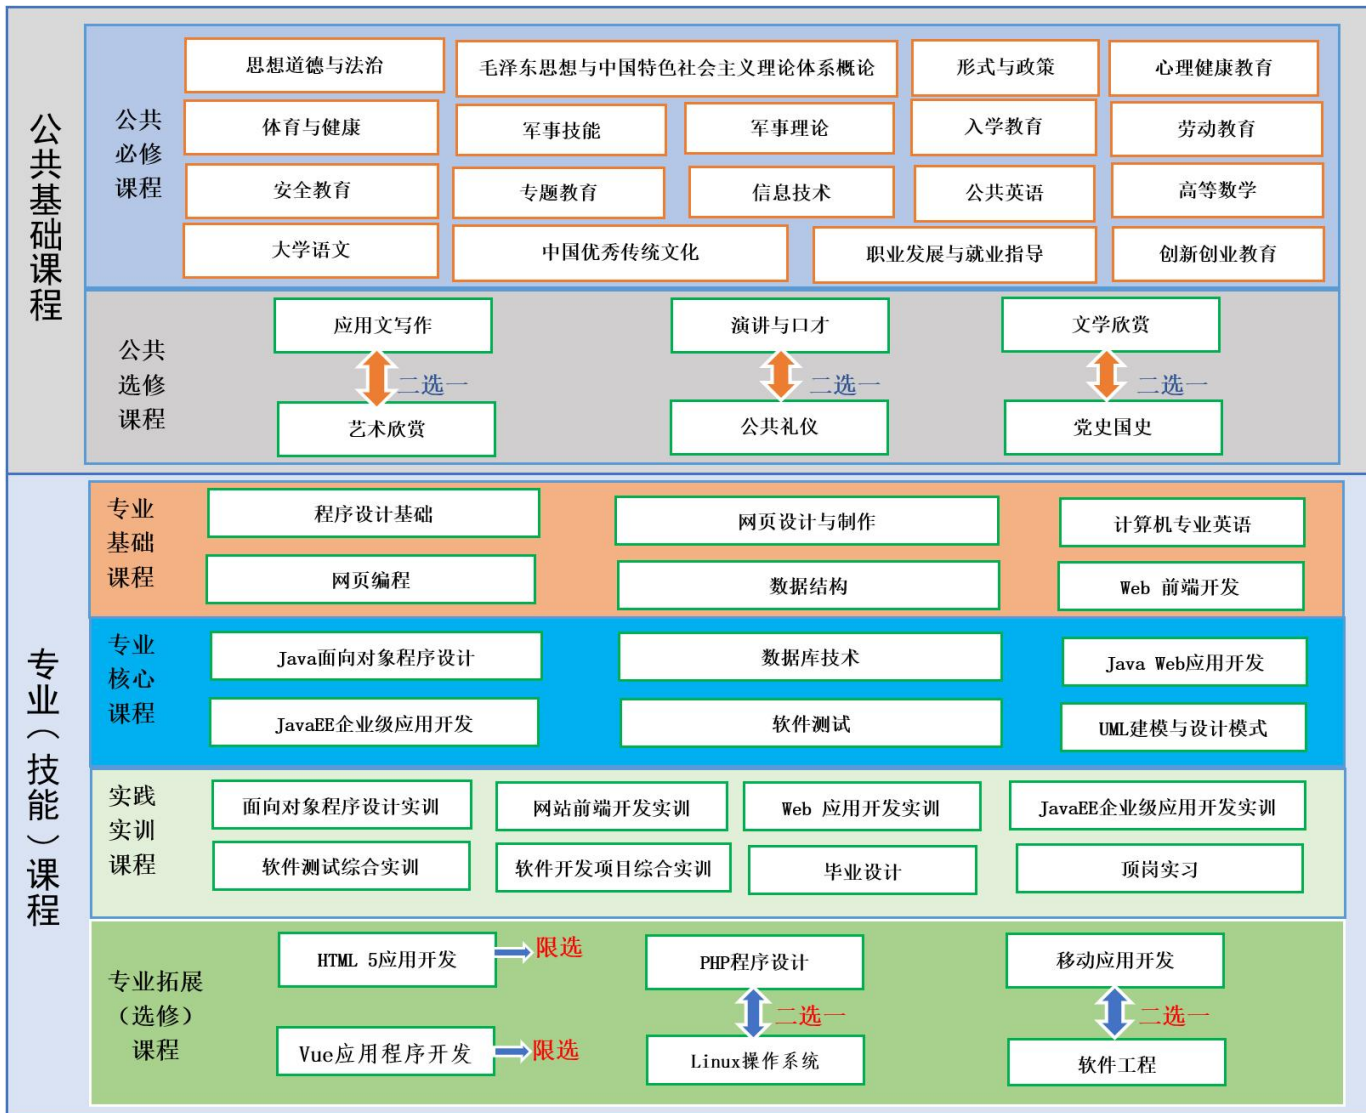 公共基础课程
公共
必修
课程
思想道德与法治
毛泽东思想与中国特色社会主义理论体系概论
形式与政策
心理健康教育
体育与健康
军事技能
军事理论
入学教育
劳动教育
安全教育
专题教育
信息技术
公共英语
高等数学
大学语文
中国优秀传统文化
职业发展与就业指导
创新创业教育
公共
选修
课程
应用文写作
演讲与口才
文学欣赏
二选一
二选一
二选一
艺术欣赏
公共礼仪
党史国史
专业（技能）课程
专业
基础
课程
程序设计基础
网页设计与制作
计算机专业英语
网页编程
数据结构
Web 前端开发
专业
核心
课程
Java面向对象程序设计
数据库技术
Java Web应用开发
JavaEE企业级应用开发
软件测试
UML建模与设计模式
实践
实训
课程
面向对象程序设计实训
网站前端开发实训
Web 应用开发实训
JavaEE企业级应用开发实训
软件测试综合实训
软件开发项目综合实训
毕业设计
顶岗实习
专业拓展
（选修）
课程
HTML 5应用开发
限选
PHP程序设计
移动应用开发
二选一
二选一
Vue应用程序开发
限选
Linux操作系统
软件工程